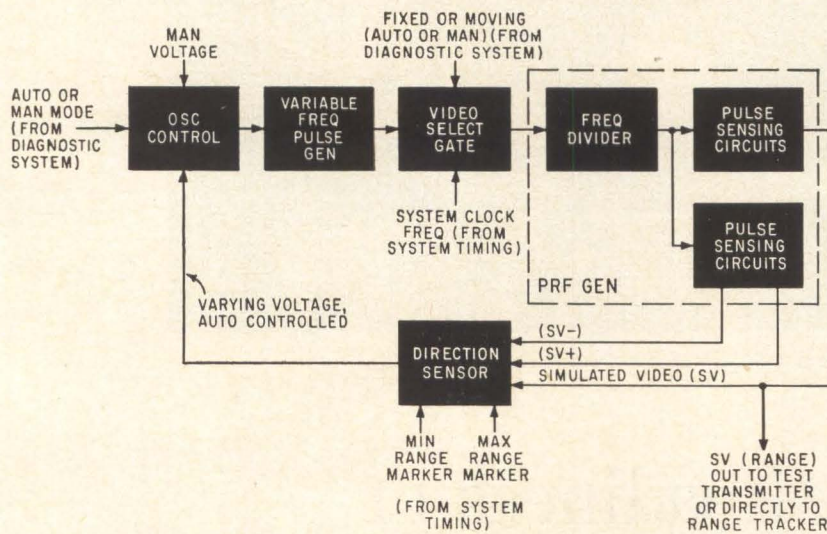 MAN
VOLTAGE
FIXED OR MOVING
(AUTO OR MAN) (FROM
DIAGNOSTIC SYSTEM)
AUTO OR
MAN MODE
(FROM
DIAGNOSTIC
SYSTEM)
OSC
CONTROL
VARIABLE
FREQ
PULSE
GEN
VIDEO
SELECT
GATE
FREQ
DIVIDER
PULSE
SENSING
CIRCUITS
SYSTEM CLOCK
FREQ (FROM
SYSTEM TIMING)
PULSE
SENSING
CIRCUITS
PRF GEN
VARYING VOLTAGE,
AUTO CONTROLLED
DIRECTION
SENSOR
(SV-)
(SV+)
SIMULATED VIDEO (SV)
MIN
RANGE
MARKER
MAX
RANGE
MARKER
(FROM SYSTEM
TIMING)
SV (RANGE)
OUT TO TEST
TRANSMITTER
OR DIRECTLY TO
RANGE TRACKER